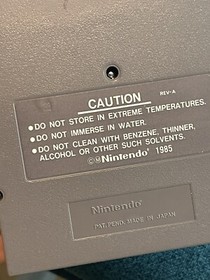 CAUTION
REV-A
•DO NOT STORE IN EXTREME TEMPERATURES.
•DO NOT IMMERSE IN WATER.
•DO NOT CLEAN WITH BENZENE, THINNER,
ALCOHOL OR OTHER SUCH SOLVENTS.
©ⓂNintendo® 1985
Nintendo®
PAT. PEND. MADE IN JAPAN